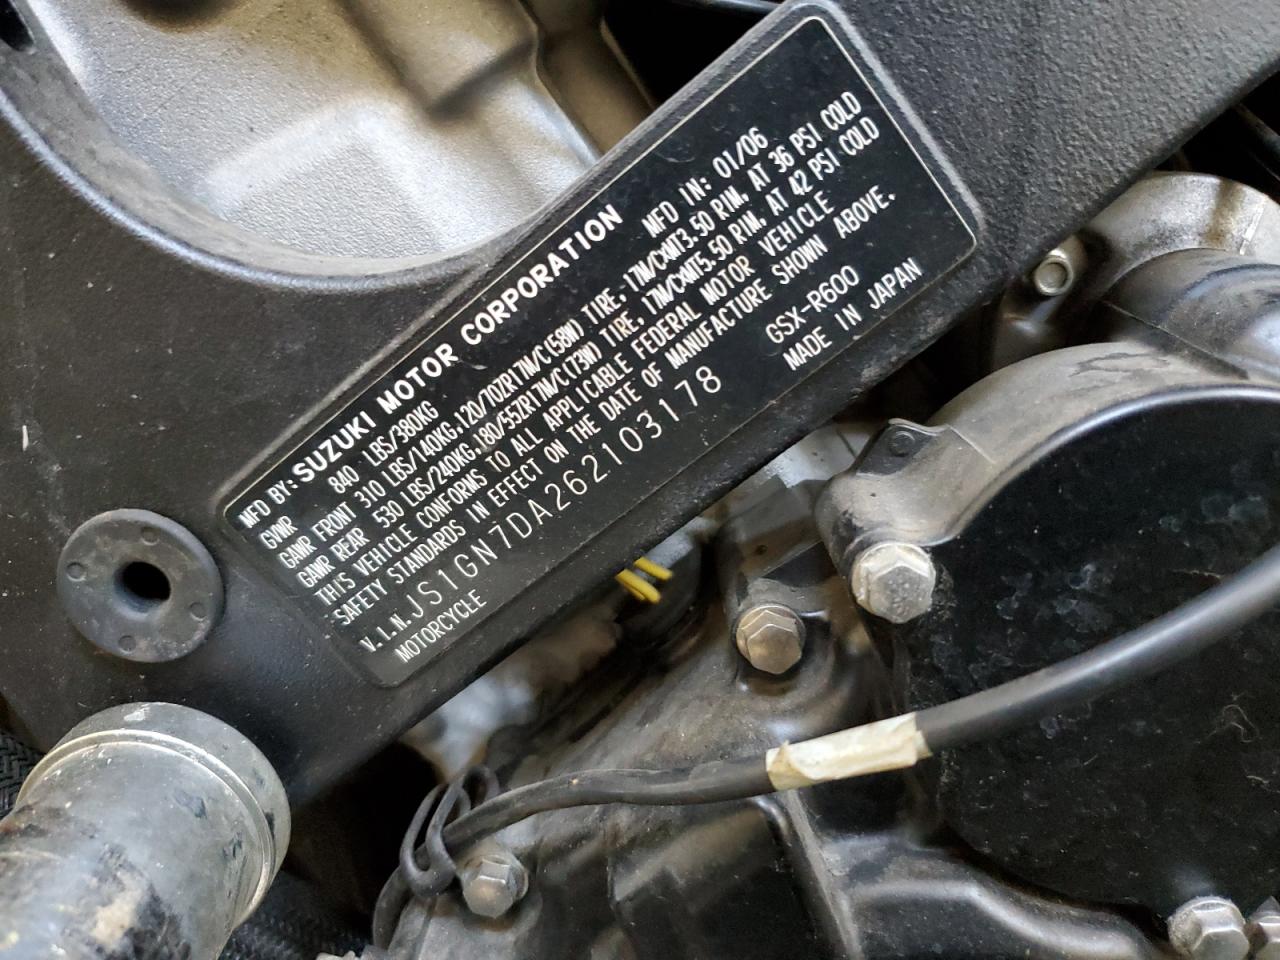 MFD BY: SUZUKI MOTOR CORPORATION
GVWR 840 LBS/380KG MFD IN: 01/06
GAWR FRONT 310 LBS/140KG,120/70ZR17M/C(58W) TIRE, 17M/CXMT3.50 RIM, AT 36 PSI COLD
GAWR REAR 530 LBS/240KG,180/55ZR17M/C(73W) TIRE, 17M/CXMT5.50 RIM, AT 42 PSI COLD
THIS VEHICLE CONFORMS TO ALL APPLICABLE FEDERAL MOTOR VEHICLE
SAFETY STANDARDS IN EFFECT ON THE DATE OF MANUFACTURE SHOWN ABOVE.
V.I.N. JS1GN7DA262103178 GSX-R600
MOTORCYCLE MADE IN JAPAN